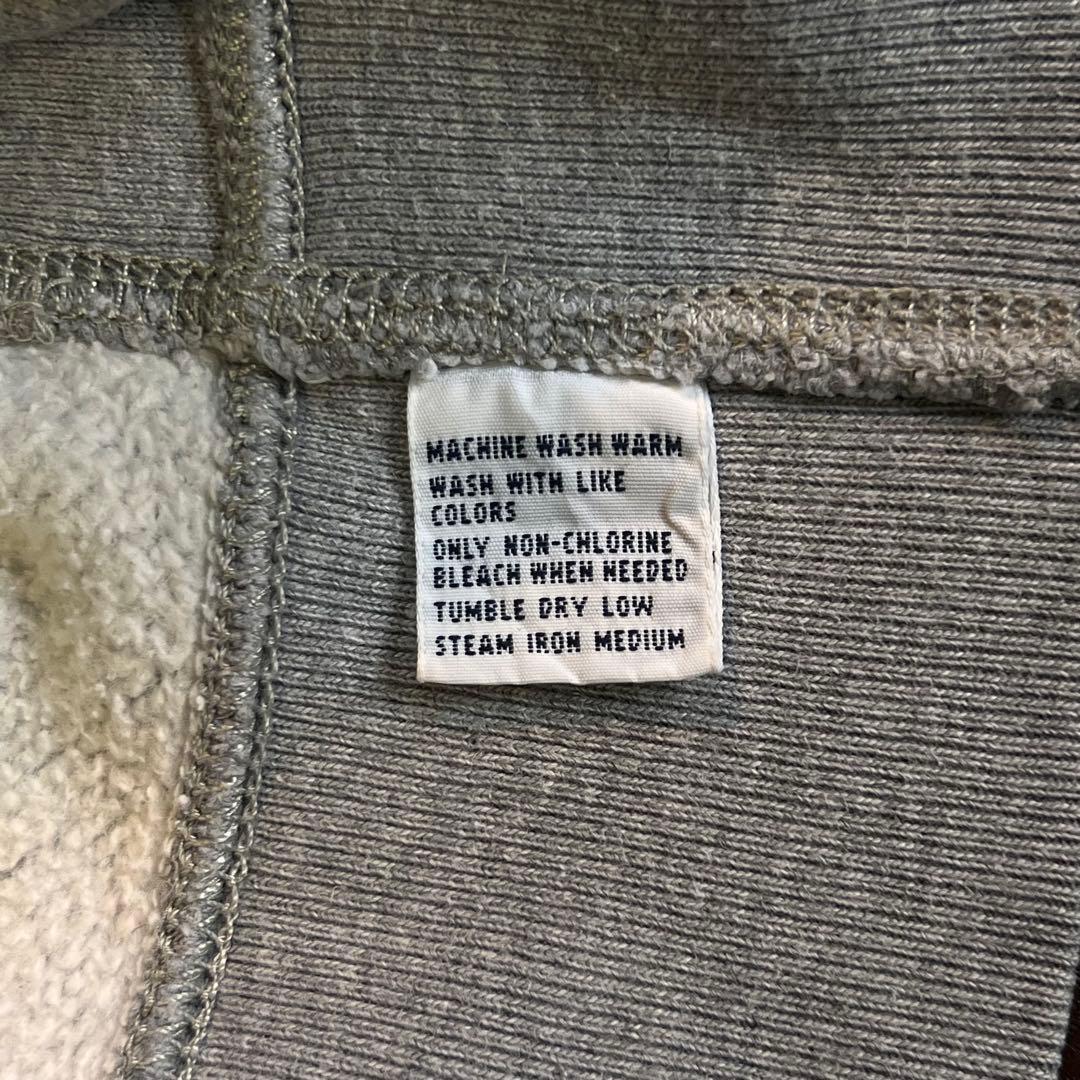 MACHINE WASH WARM
WASH WITH LIKE
COLORS
ONLY NON-CHLORINE
BLEACH WHEN NEEDED
TUMBLE DRY LOW
STEAM IRON MEDIUM